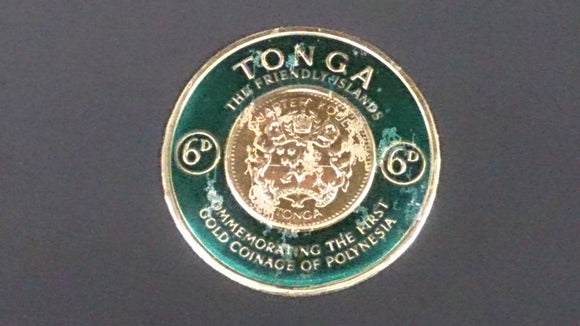 TONGA
THE FRIENDLY ISLANDS
QUARTER KOULA
TONGA
6D
6D
COMMEMORATING THE FIRST
GOLD COINAGE OF POLYNESIA